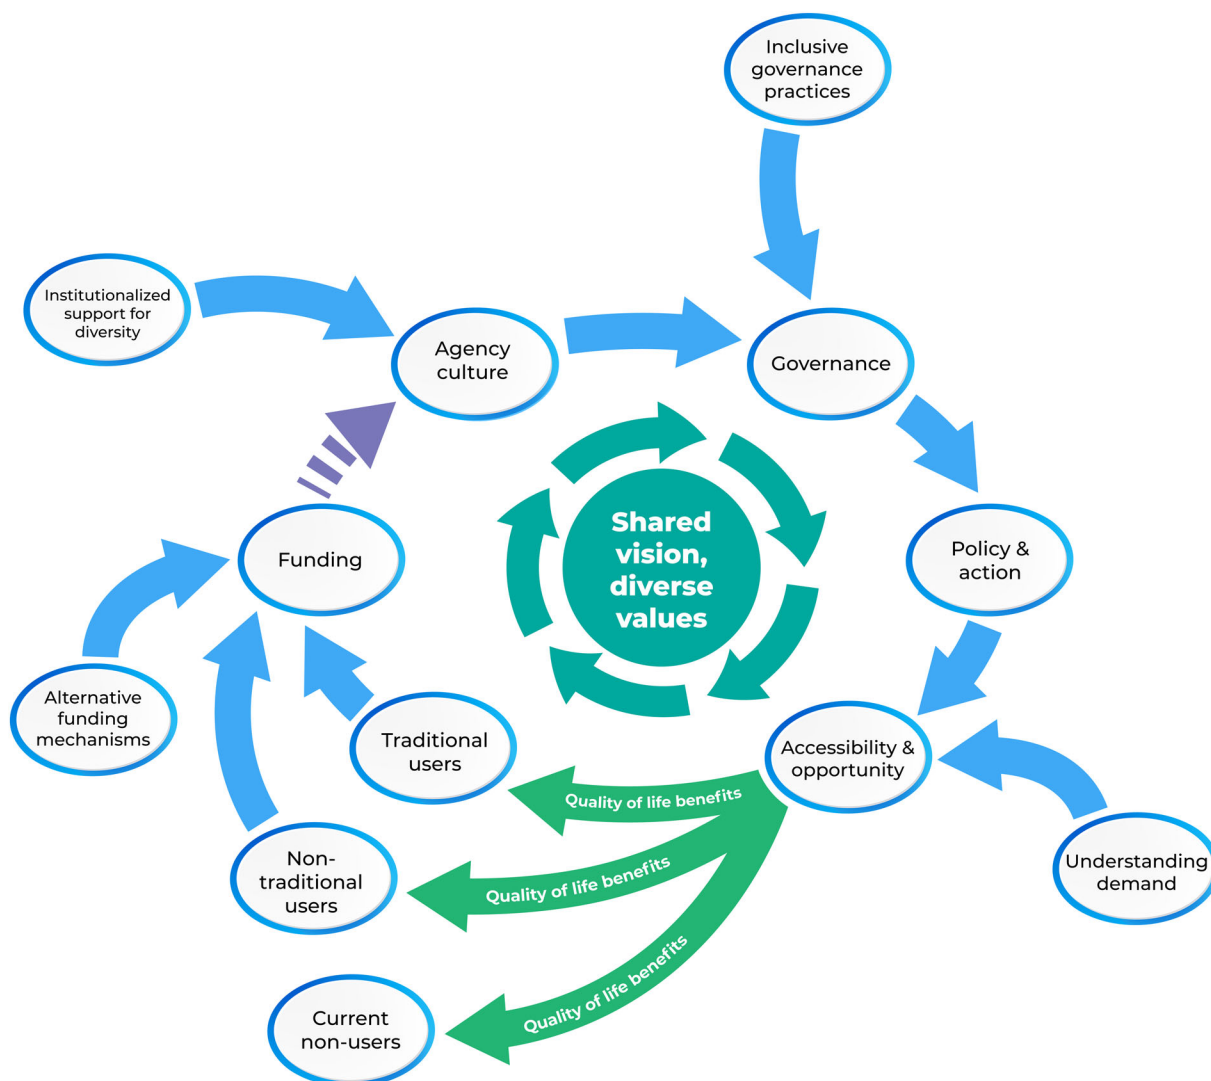 Inclusive
governance
practices
Institutionalized
support for
diversity
Agency
culture
Governance
Shared
vision,
diverse
values
Funding
Policy &
action
Alternative
funding
mechanisms
Traditional
users
Accessibility &
opportunity
Quality of life benefits
Non-
traditional
users
Quality of life benefits
Understanding
demand
Quality of life benefits
Current
non-users